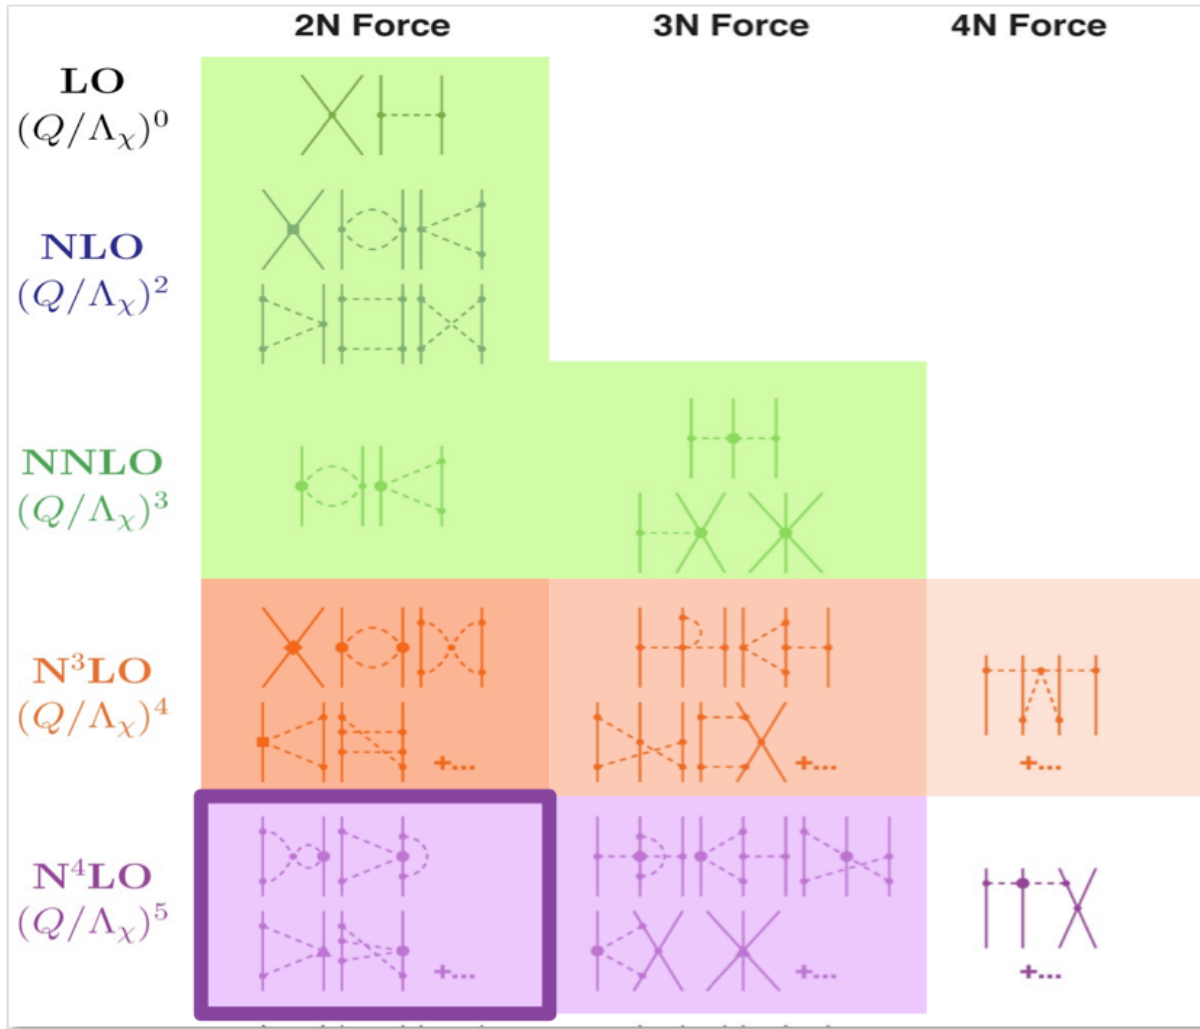 2N Force 3N Force 4N Force
LO
(Q/Λχ)⁰
NLO
(Q/Λχ)²
NNLO
(Q/Λχ)³
N³LO
(Q/Λχ)⁴
+... +... +...
N⁴LO
(Q/Λχ)⁵
+... +... +...